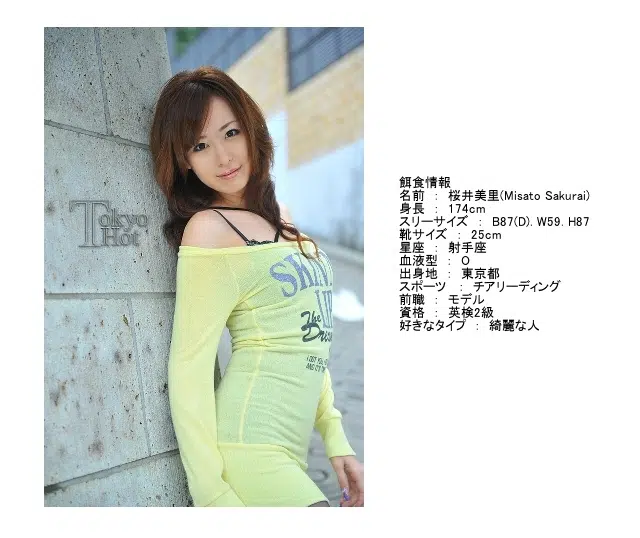 Tokyo
Hot
SKIN
The
餌食情報
名前 : 桜井美里(Misato Sakurai)
身長 : 174cm
スリーサイズ : B87(D). W59. H87
靴サイズ : 25cm
星座 : 射手座
血液型 : O
出身地 : 東京都
スポーツ : チアリーディング
前職 : モデル
資格 : 英検2級
好きなタイプ : 綺麗な人